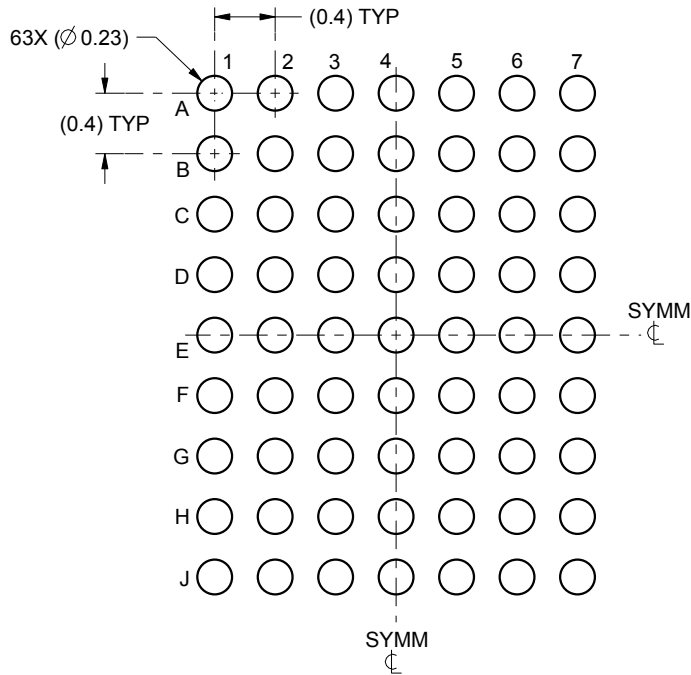 (0.4) TYP
63X (∅ 0.23)
1 2 3 4 5 6 7
A
(0.4) TYP
B
C
D
SYMM
E
F
G
H
J
SYMM